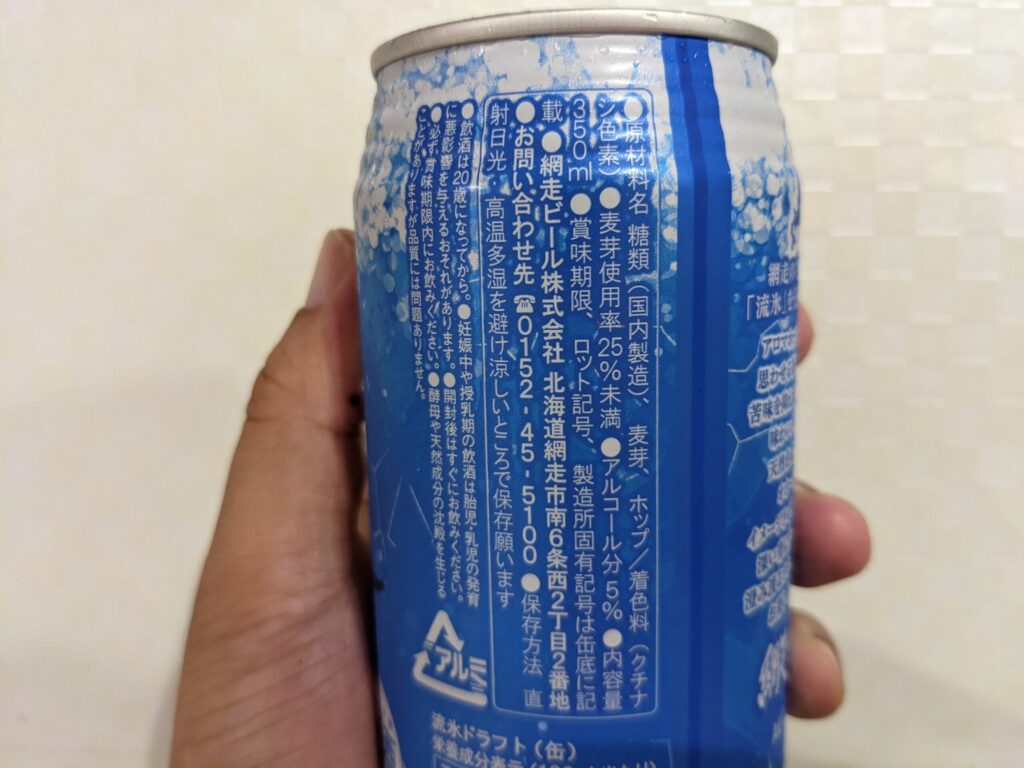 ●原材料名 糖類（国内製造）、麦芽、ホップ／着色料（クチナ
シ色素）●麦芽使用率25%未満 ●アルコール分5% ●内容量
350ml ●賞味期限、ロット記号、製造所固有記号は缶底に記
載 ●網走ビール株式会社 北海道網走市南6条西2丁目2番地
●お問い合わせ先 ☎0152-45-5100 ●保存方法 直
射日光・高温多湿を避け涼しいところで保存願います
●飲酒は20歳になってから。●妊娠中や授乳期の飲酒は胎児・乳児の発育
に悪影響を与えるおそれがあります。●開封後はすぐにお飲みください。
●必ず賞味期限内にお飲みください。●酵母や天然成分の沈殿を生じる
ことがありますが品質には問題ありません。
アルミ
流氷ドラフト（缶）
栄養成分表示
網走の
「流氷」を
思わせる
苦味を